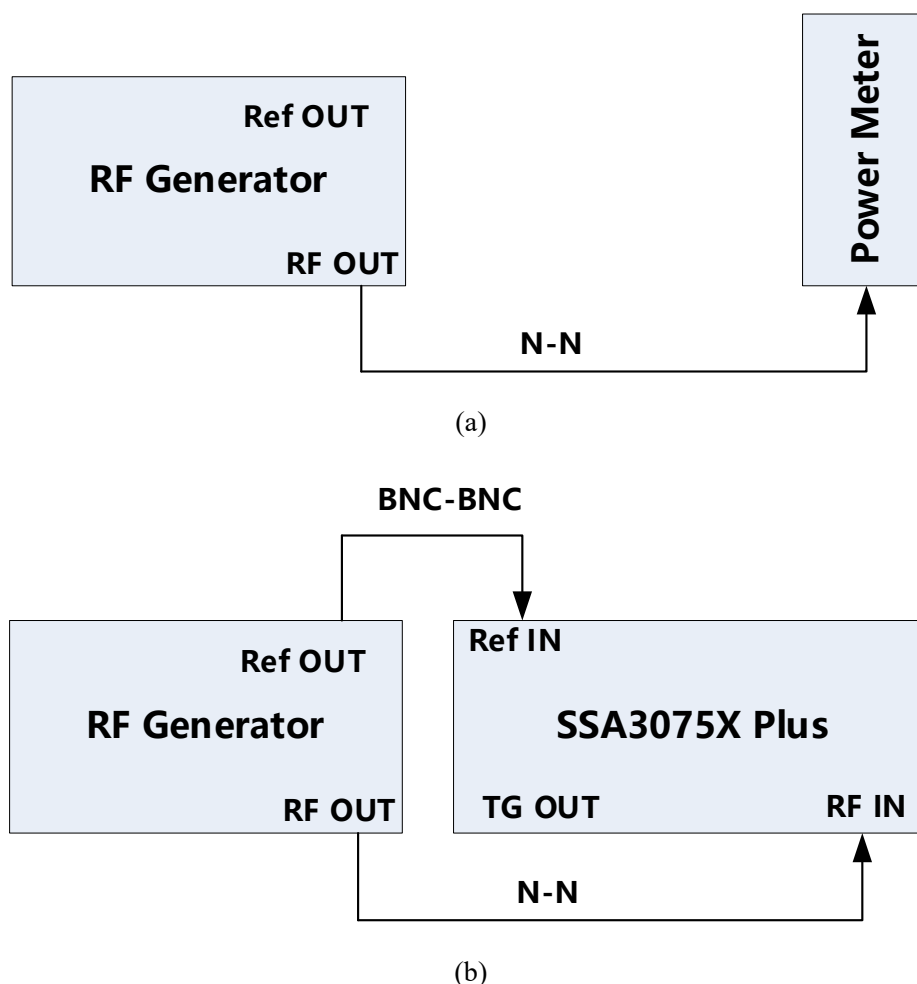 Ref OUT
RF Generator
RF OUT
Power Meter
N-N
(a)
BNC-BNC
Ref OUT
RF Generator
RF OUT
Ref IN
SSA3075X Plus
TG OUT
RF IN
N-N
(b)